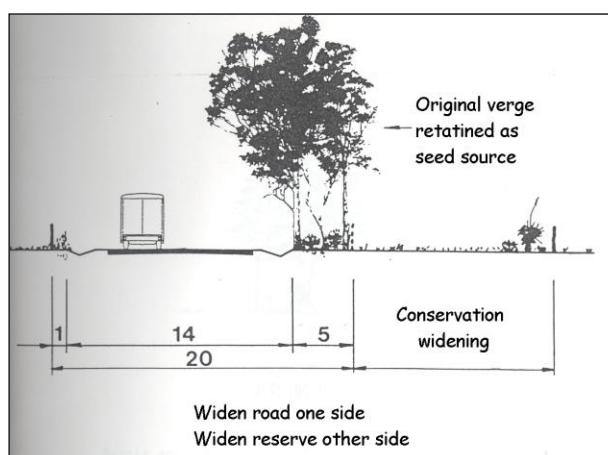 Original verge
retatined as
seed source
1
14
5
20
Conservation
widening
Widen road one side
Widen reserve other side